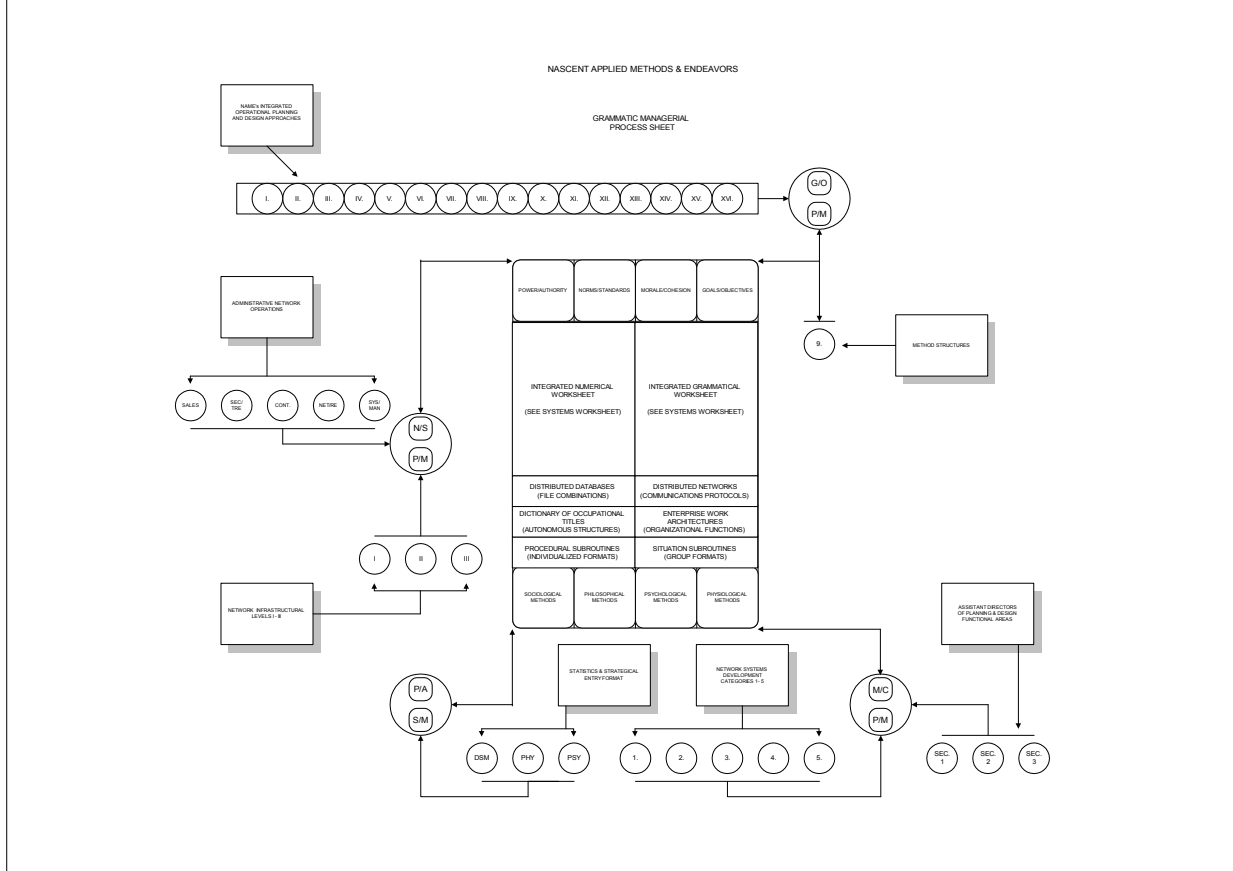 NASCENT APPLIED METHODS & ENDEAVORS
GRAMMATIC MANAGERIAL
PROCESS SHEET
NAME's INTEGRATED
OPERATIONAL PLANNING
AND DESIGN APPROACHES
I.
II.
III.
IV.
V.
VI.
VII.
VIII.
IX.
X.
XI.
XII.
XIII.
XIV.
XV.
XVI.
G/O
P/M
POWER/AUTHORITY
NORMS/STANDARDS
MORALE/COHESION
GOALS/OBJECTIVES
ADMINISTRATIVE NETWORK
OPERATIONS
9.
METHOD STRUCTURES
SALES
SEC/
TRE
CONT.
NET/RE
SYS/
MAN
N/S
P/M
INTEGRATED NUMERICAL
WORKSHEET
(SEE SYSTEMS WORKSHEET)
INTEGRATED GRAMMATICAL
WORKSHEET
(SEE SYSTEMS WORKSHEET)
DISTRIBUTED DATABASES
(FILE COMBINATIONS)
DISTRIBUTED NETWORKS
(COMMUNICATIONS PROTOCOLS)
DICTIONARY OF OCCUPATIONAL
TITLES
(AUTONOMOUS STRUCTURES)
ENTERPRISE WORK
ARCHITECTURES
(ORGANIZATIONAL FUNCTIONS)
PROCEDURAL SUBROUTINES
(INDIVIDUALIZED FORMATS)
SITUATION SUBROUTINES
(GROUP FORMATS)
I
II
III
NETWORK INFRASTRUCTURAL
LEVELS I - III
SOCIOLOGICAL
METHODS
PHILOSOPHICAL
METHODS
PSYCHOLOGICAL
METHODS
PHYSIOLOGICAL
METHODS
ASSISTANT DIRECTORS
OF PLANNING & DESIGN
FUNCTIONAL AREAS
STATISTICS & STRATEGICAL
ENTRY FORMAT
NETWORK SYSTEMS
DEVELOPMENT
CATEGORIES 1- 5
P/A
S/M
M/C
P/M
DSM
PHY
PSY
1.
2.
3.
4.
5.
SEC.
1
SEC.
2
SEC.
3